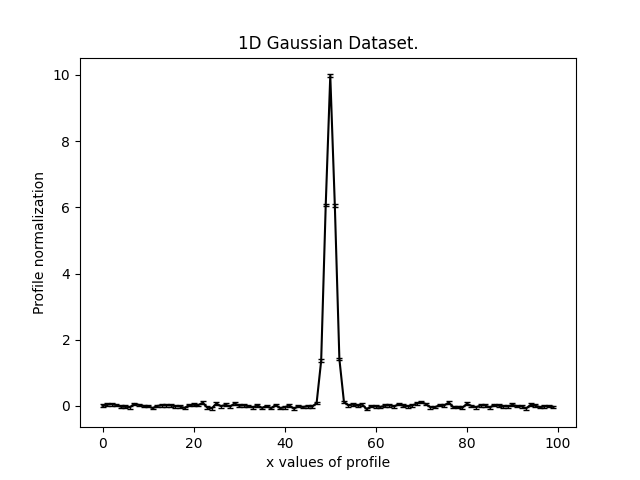 1D Gaussian Dataset.
10
8
6
4
2
0
Profile normalization
0 20 40 60 80 100
x values of profile